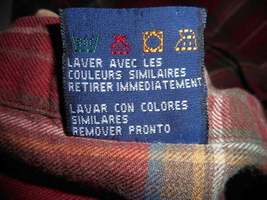 LAVER AVEC LES
COULEURS SIMILAIRES
RETIRER IMMEDIATEMENT
LAVAR CON COLORES
SIMILARES
REMOVER PRONTO